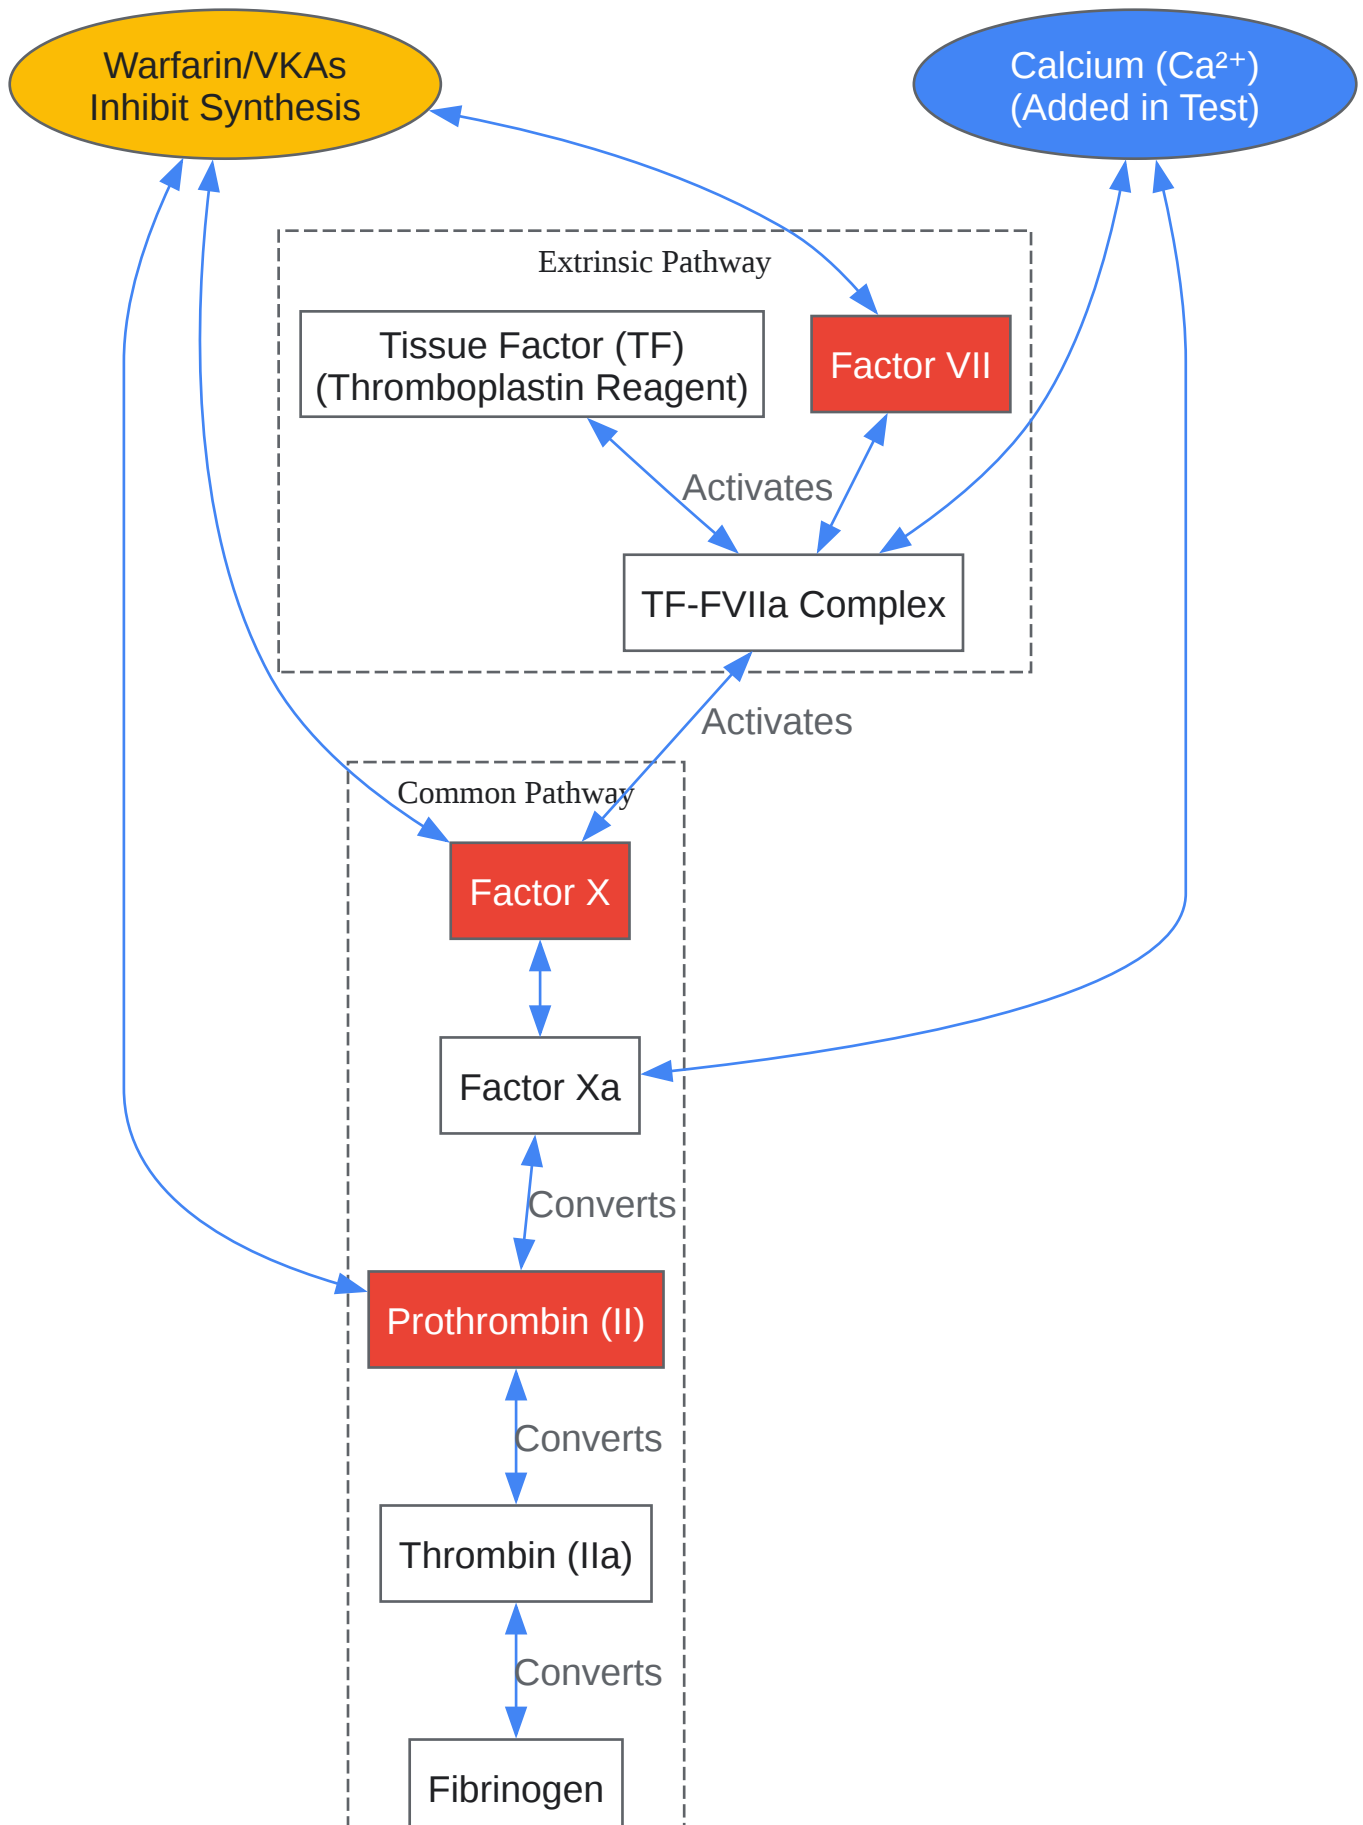 Warfarin/VKAs
Inhibit Synthesis
Calcium (Ca²⁺)
(Added in Test)
Extrinsic Pathway
Tissue Factor (TF)
(Thromboplastin Reagent)
Factor VII
Activates
TF-FVIIa Complex
Activates
Common Pathway
Factor X
Factor Xa
Converts
Prothrombin (II)
Converts
Thrombin (IIa)
Converts
Fibrinogen